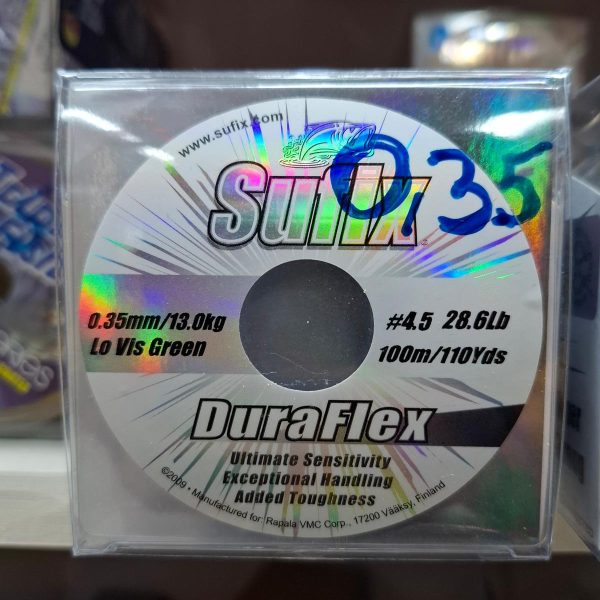 www.sufix.com
Sufix
0,35
0.35mm/13.0kg
Lo Vis Green
#4.5 28.6Lb
100m/110Yds
DuraFlex
Ultimate Sensitivity
Exceptional Handling
Added Toughness
©2009 • Manufactured for: Rapala VMC Corp., 17200 Vääksy, Finland